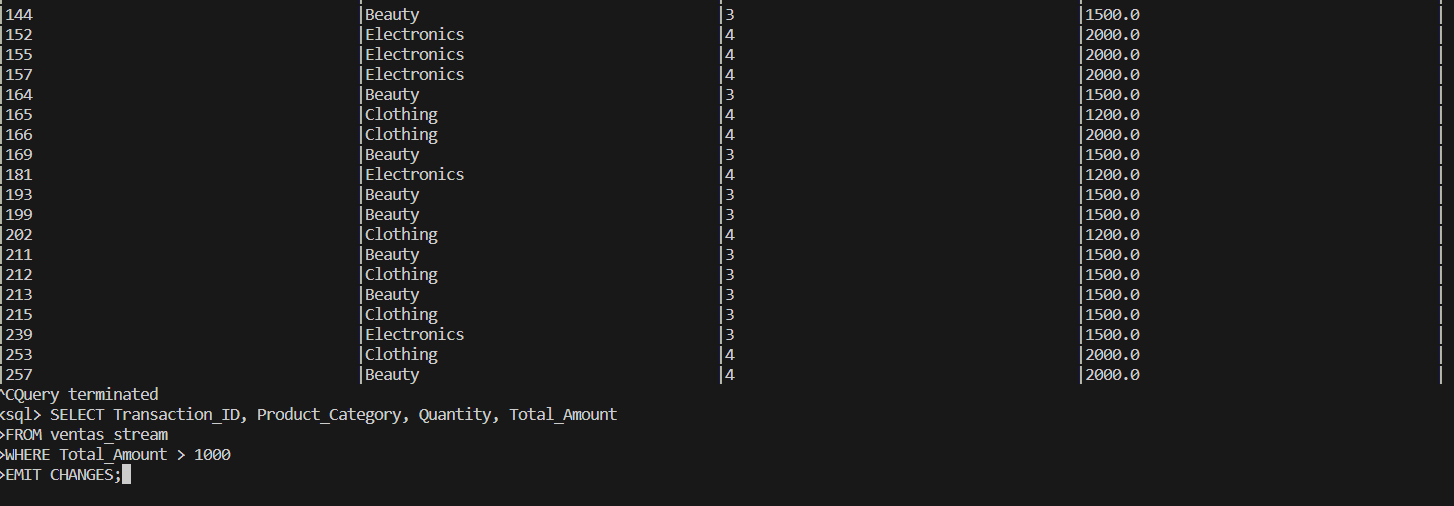 |144 |Beauty |3 |1500.0 |
|152 |Electronics |4 |2000.0 |
|155 |Electronics |4 |2000.0 |
|157 |Electronics |4 |2000.0 |
|164 |Beauty |3 |1500.0 |
|165 |Clothing |4 |1200.0 |
|166 |Clothing |4 |2000.0 |
|169 |Beauty |3 |1500.0 |
|181 |Electronics |4 |1200.0 |
|193 |Beauty |3 |1500.0 |
|199 |Beauty |3 |1500.0 |
|202 |Clothing |4 |1200.0 |
|211 |Beauty |3 |1500.0 |
|212 |Clothing |3 |1500.0 |
|213 |Beauty |3 |1500.0 |
|215 |Clothing |3 |1500.0 |
|239 |Electronics |3 |1500.0 |
|253 |Clothing |4 |2000.0 |
|257 |Beauty |4 |2000.0 |
^CQuery terminated
ksql> SELECT Transaction_ID, Product_Category, Quantity, Total_Amount
>FROM ventas_stream
>WHERE Total_Amount > 1000
>EMIT CHANGES;